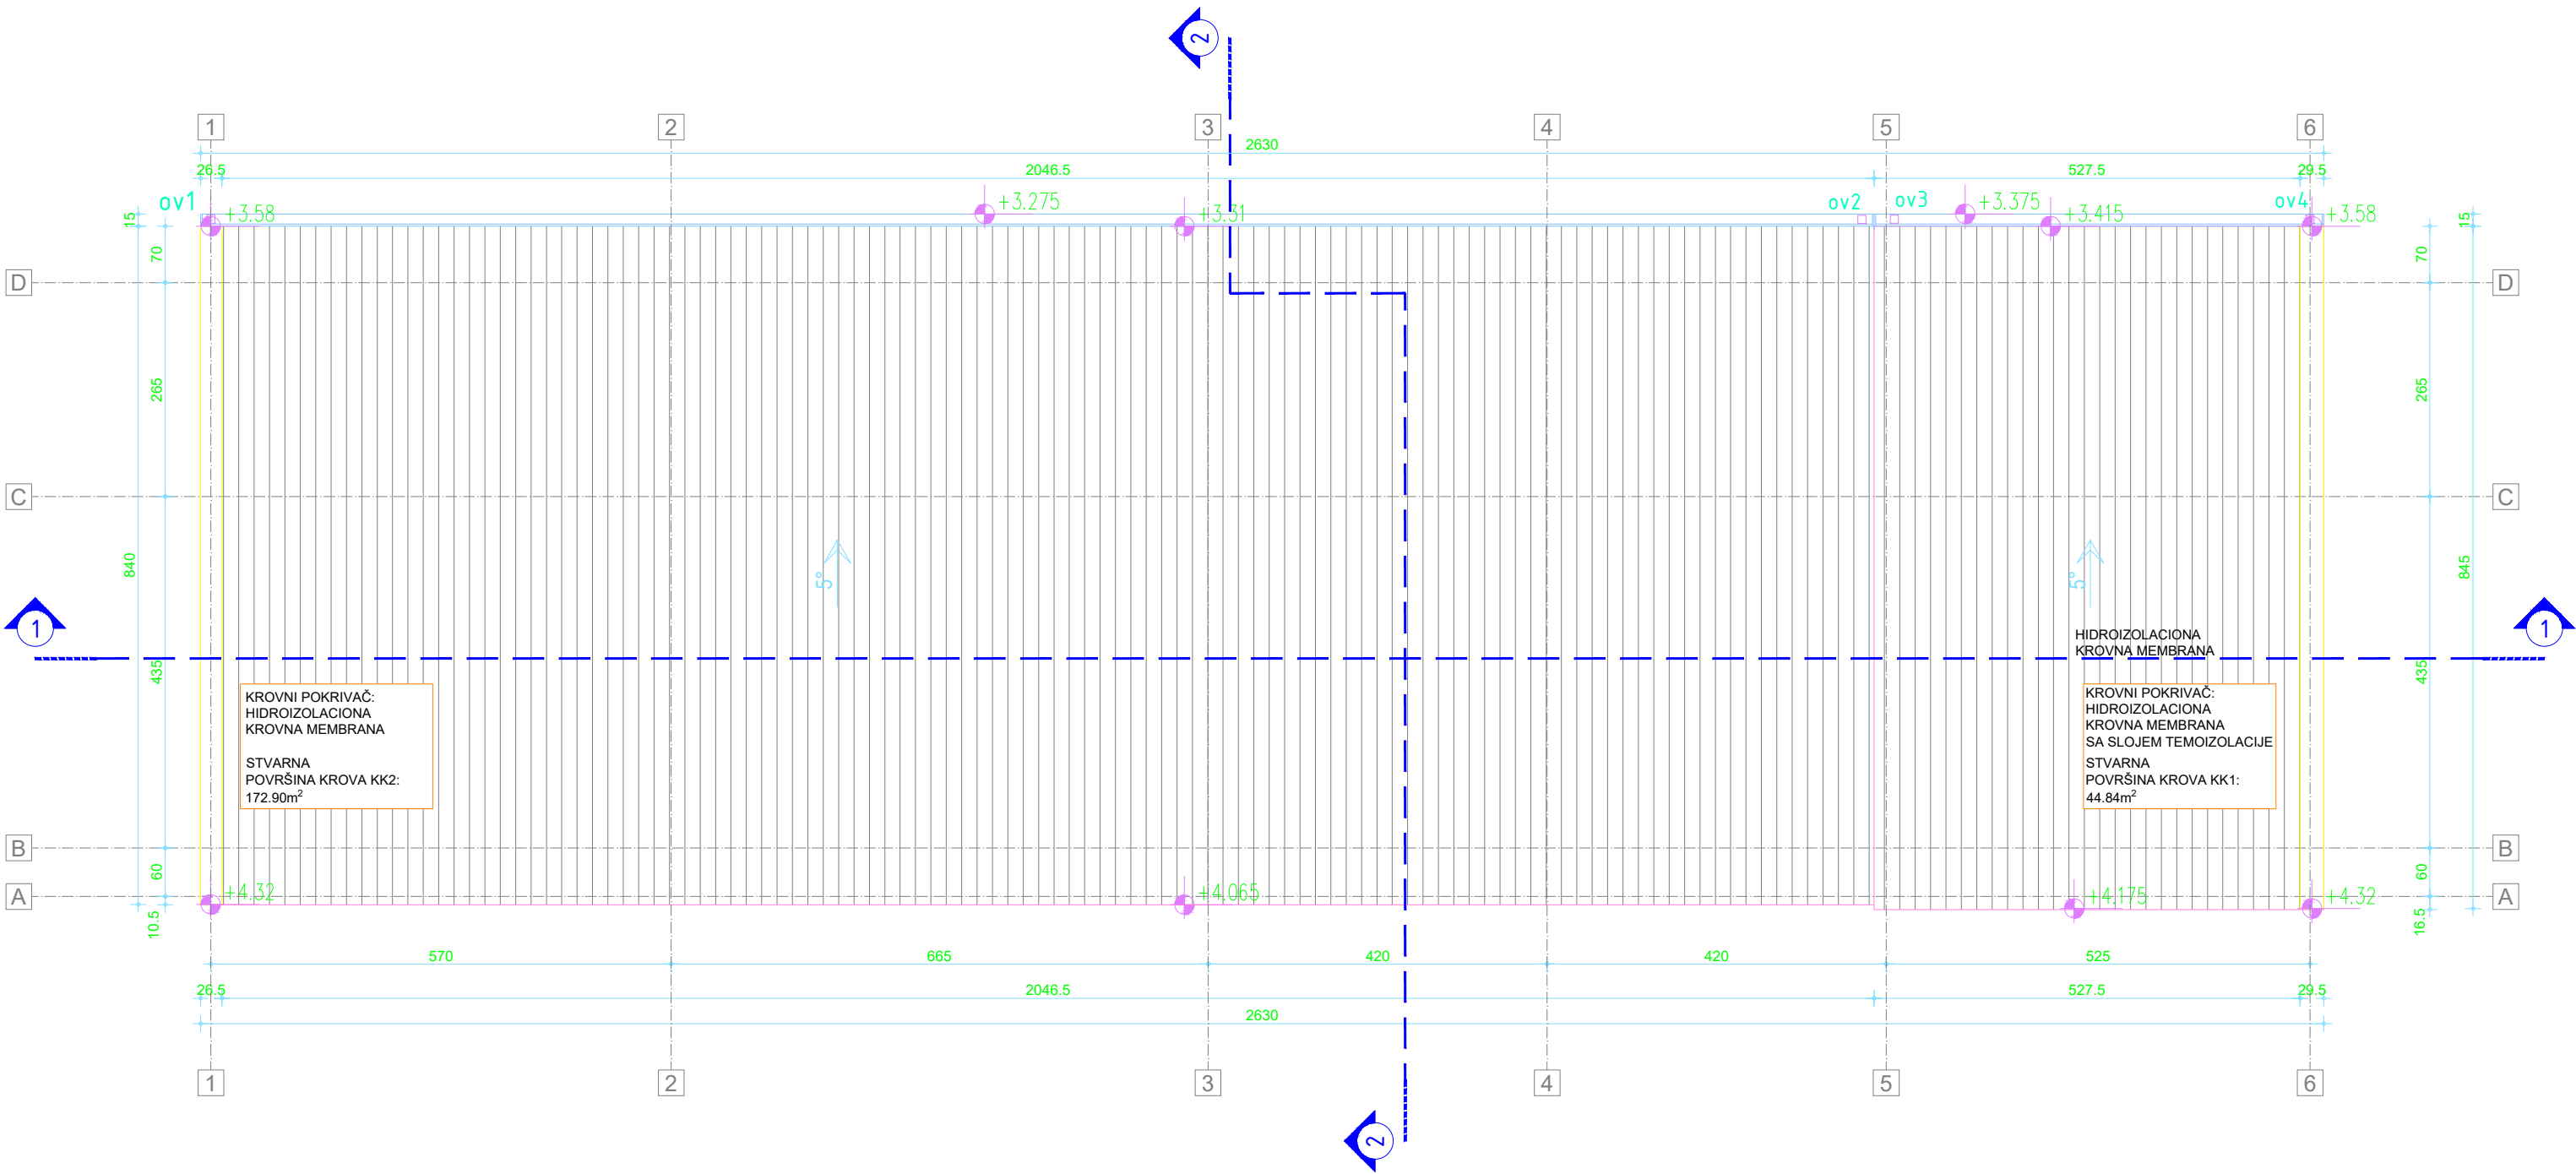 2
1 2 3 4 5 6
2630
26.5 2046.5 527.5 29.5
ov1 ov2 ov3 ov4
+3.58 +3.275 +3.31 +3.375 +3.415 +3.58
15 15
70 70
D D
265 265
C C
840 845
5° 5°
1 1
HIDROIZOLACIONA
KROVNA MEMBRANA
435 435
KROVNI POKRIVAČ:
HIDROIZOLACIONA
KROVNA MEMBRANA
STVARNA
POVRŠINA KROVA KK2:
172.90m²
KROVNI POKRIVAČ:
HIDROIZOLACIONA
KROVNA MEMBRANA
SA SLOJEM TEMOIZOLACIJE
STVARNA
POVRŠINA KROVA KK1:
44.84m²
B B
60 60
A A
+4.32 +4.065 +4.175 +4.32
10.5 16.5
570 665 420 420 525
26.5 2046.5 527.5 29.5
2630
1 2 3 4 5 6
2